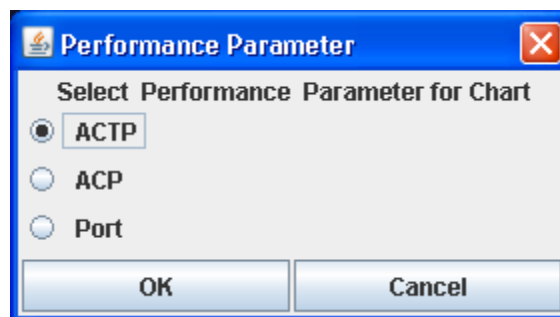 Performance Parameter
Select Performance Parameter for Chart
ACTP
ACP
Port
OK Cancel